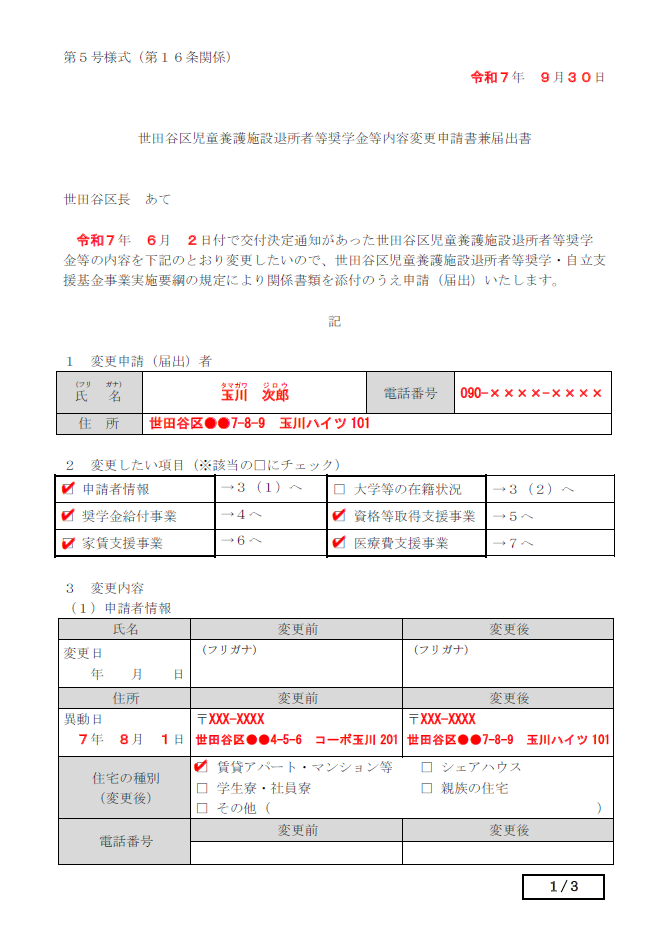 第５号様式（第１６条関係）
令和７年　９月３０日
世田谷区児童養護施設退所者等奨学金等内容変更申請書兼届出書
世田谷区長　あて
令和７年　６月　２日付で交付決定通知があった世田谷区児童養護施設退所者等奨学
金等の内容を下記のとおり変更したいので、世田谷区児童養護施設退所者等奨学・自立支
援基金事業実施要綱の規定により関係書類を添付のうえ申請（届出）いたします。
記
１　変更申請（届出）者
（フリ　ガナ）　タマガワ　ジロウ
氏　名　玉川　次郎　電話番号　090-××××-××××
住　所　世田谷区●●7-8-9　玉川ハイツ 101
２　変更したい項目（※該当の□にチェック）
☑ 申請者情報　→３（１）へ　□ 大学等の在籍状況　→３（２）へ
☑ 奨学金給付事業　→４へ　☑ 資格等取得支援事業　→５へ
☑ 家賃支援事業　→６へ　☑ 医療費支援事業　→７へ
３　変更内容
（１）申請者情報
氏名　変更前　変更後
変更日　（フリガナ）　（フリガナ）
年　月　日
住所　変更前　変更後
異動日　〒XXX-XXXX　〒XXX-XXXX
７年　８月　１日　世田谷区●●4-5-6　コーポ玉川 201　世田谷区●●7-8-9　玉川ハイツ 101
住宅の種別
（変更後）
☑ 賃貸アパート・マンション等　□ シェアハウス
□ 学生寮・社員寮　□ 親族の住宅
□ その他（　）
電話番号　変更前　変更後
１/３